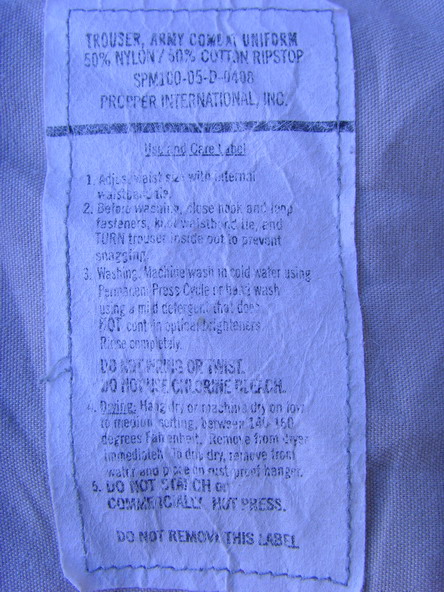 TROUSER, ARMY COMBAT UNIFORM
50% NYLON / 50% COTTON RIPSTOP
SPM100-05-D-0408
PROPPER INTERNATIONAL, INC.
Use and Care Label
1. Adjust waist size with internal
waistband tie.
2. Before washing, close hook and loop
fasteners, knot waistband tie, and
TURN trouser inside out to prevent
snagging.
3. Washing: Machine wash in cold water using
Permanent Press Cycle or hand wash
using a mild detergent that does
NOT contain optical brighteners.
Rinse completely.
DO NOT WRING OR TWIST.
DO NOT USE CHLORINE BLEACH.
4. Drying: Hang dry or machine dry on low
to medium setting, between 140-160
degrees Fahrenheit. Remove from dryer
immediately. To drip dry, remove from
water and place on rust proof hanger.
5. DO NOT STARCH or
COMMERCIALLY HOT PRESS.
DO NOT REMOVE THIS LABEL